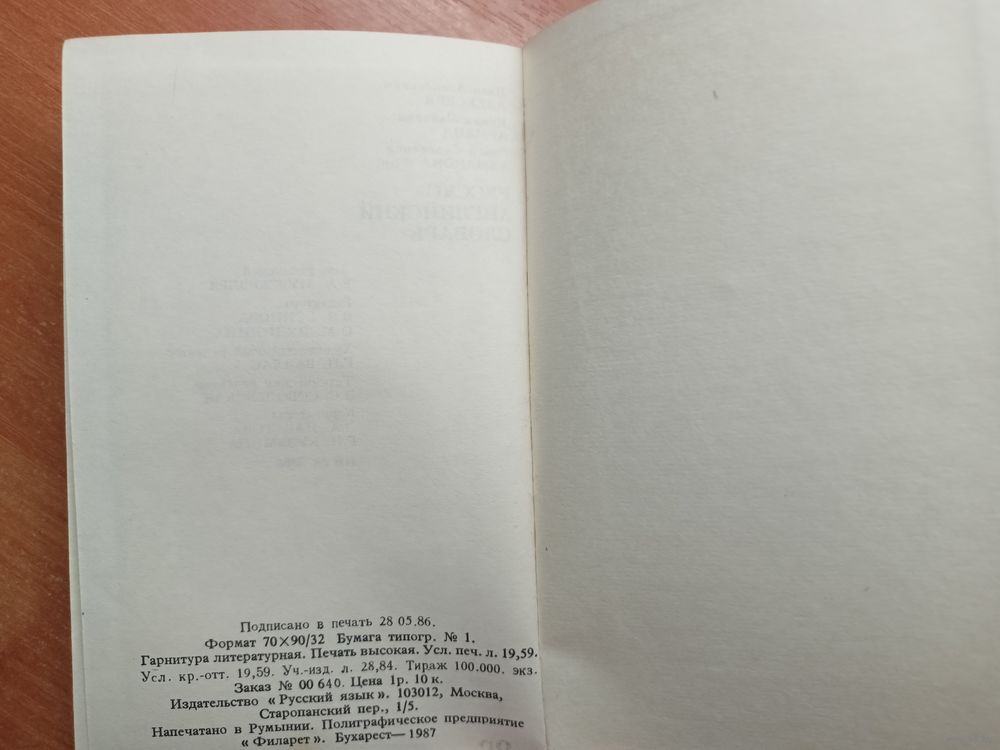 Подписано в печать 28 05.86.
Формат 70×90/32 Бумага типогр. № 1.
Гарнитура литературная. Печать высокая. Усл. печ. л. 19,59.
Усл. кр.-отт. 19,59. Уч.-изд. л. 28,84. Тираж 100.000. экз.
Заказ № 00 640. Цена 1р. 10 к.
Издательство «Русский язык». 103012, Москва,
Старопанский пер., 1/5.
Напечатано в Румынии. Полиграфическое предприятие
«Филарет». Бухарест—1987